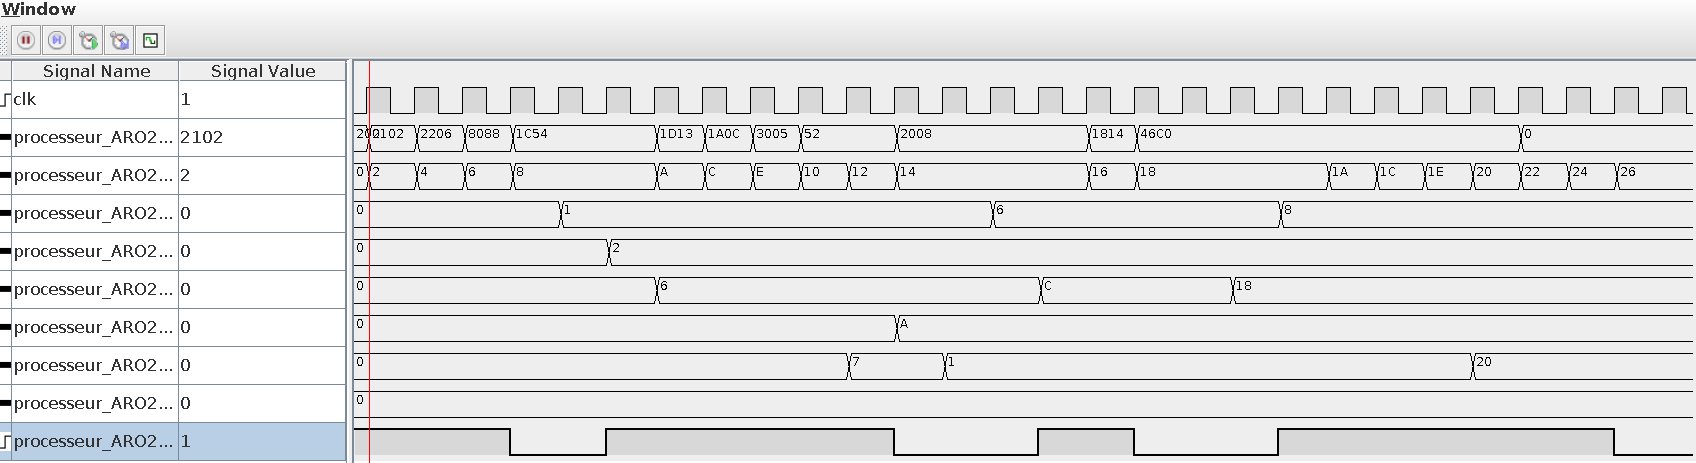 Window
Signal Name Signal Value
clk 1
processeur_ARO2... 2102 2102 2206 8088 1C54 1D13 1A0C 3005 52 2008 1814 46C0 0
processeur_ARO2... 2 0 2 4 6 8 A C E 10 12 14 16 18 1A 1C 1E 20 22 24 26
processeur_ARO2... 0 0 1 6 8
processeur_ARO2... 0 0 2
processeur_ARO2... 0 0 6 C 18
processeur_ARO2... 0 0 A
processeur_ARO2... 0 0 7 1 20
processeur_ARO2... 0 0
processeur_ARO2... 1